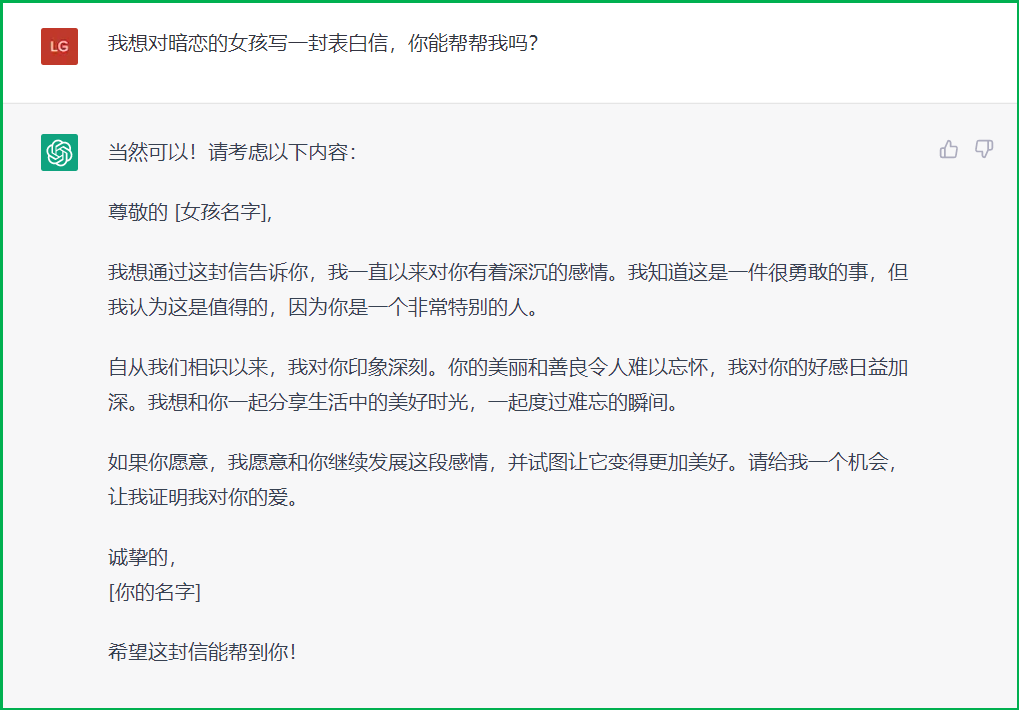 LG
我想对暗恋的女孩写一封表白信，你能帮帮我吗？
当然可以！请考虑以下内容：
尊敬的 [女孩名字],
我想通过这封信告诉你，我一直以来对你有着深沉的感情。我知道这是一件很勇敢的事，但
我认为这是值得的，因为你是一个非常特别的人。
自从我们相识以来，我对你印象深刻。你的美丽和善良令人难以忘怀，我对你的好感日益加
深。我想和你一起分享生活中的美好时光，一起度过难忘的瞬间。
如果你愿意，我愿意和你继续发展这段感情，并试图让它变得更加美好。请给我一个机会，
让我证明我对你的爱。
诚挚的，
[你的名字]
希望这封信能帮到你！